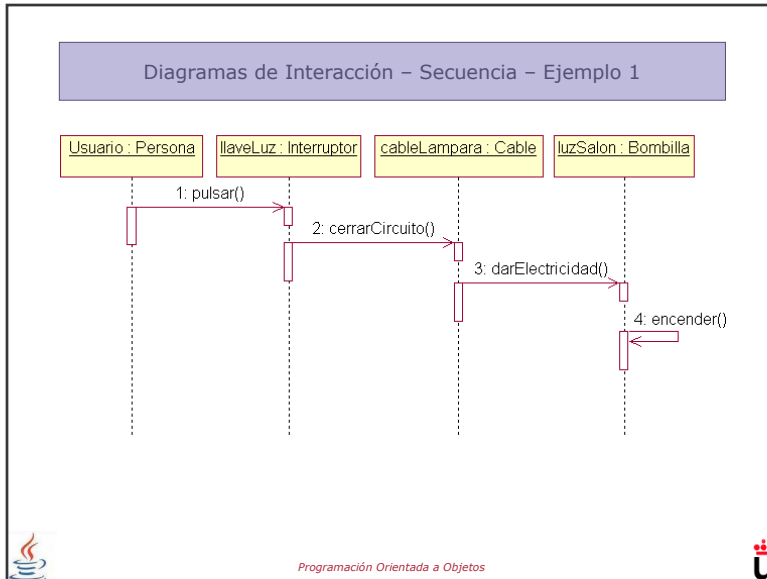 Diagramas de Interacción – Secuencia – Ejemplo 1
Usuario : Persona
llaveLuz : Interruptor
cableLampara : Cable
luzSalon : Bombilla
1: pulsar()
2: cerrarCircuito()
3: darElectricidad()
4: encender()
Programación Orientada a Objetos